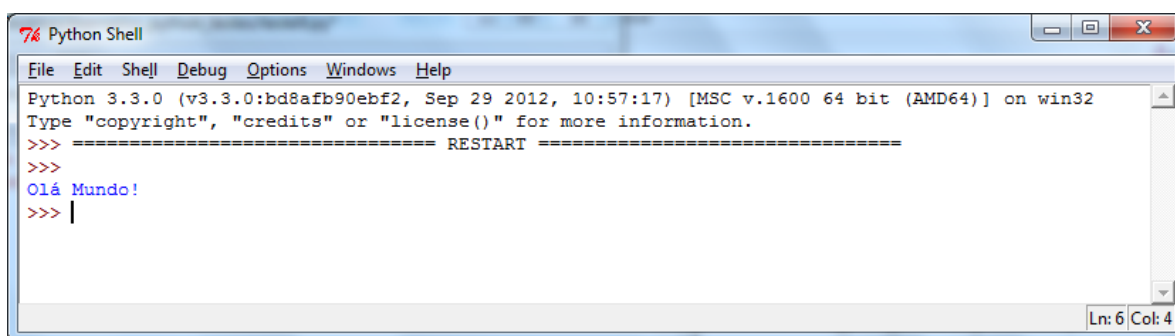 Python Shell
File Edit Shell Debug Options Windows Help
Python 3.3.0 (v3.3.0:bd8afb90ebf2, Sep 29 2012, 10:57:17) [MSC v.1600 64 bit (AMD64)] on win32
Type "copyright", "credits" or "license()" for more information.
>>> ================================ RESTART ================================
>>>
Olá Mundo!
>>>
Ln: 6 Col: 4